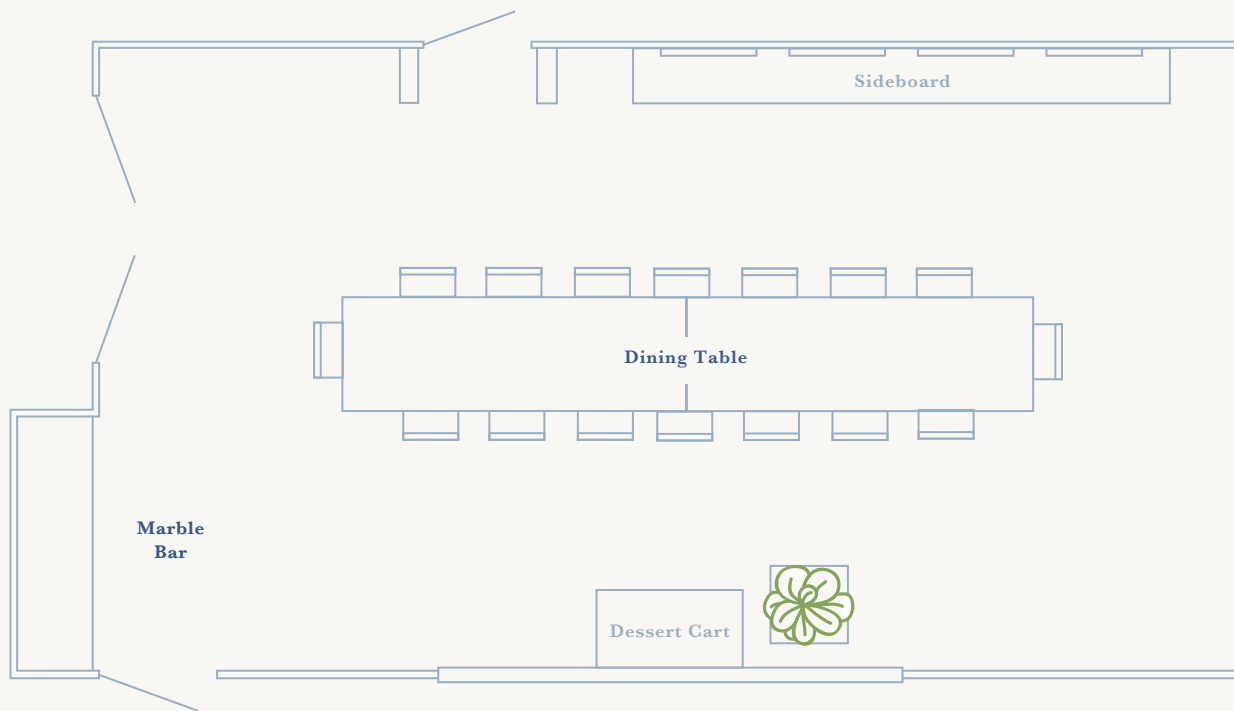 Sideboard
Dining Table
Marble
Bar
Dessert Cart